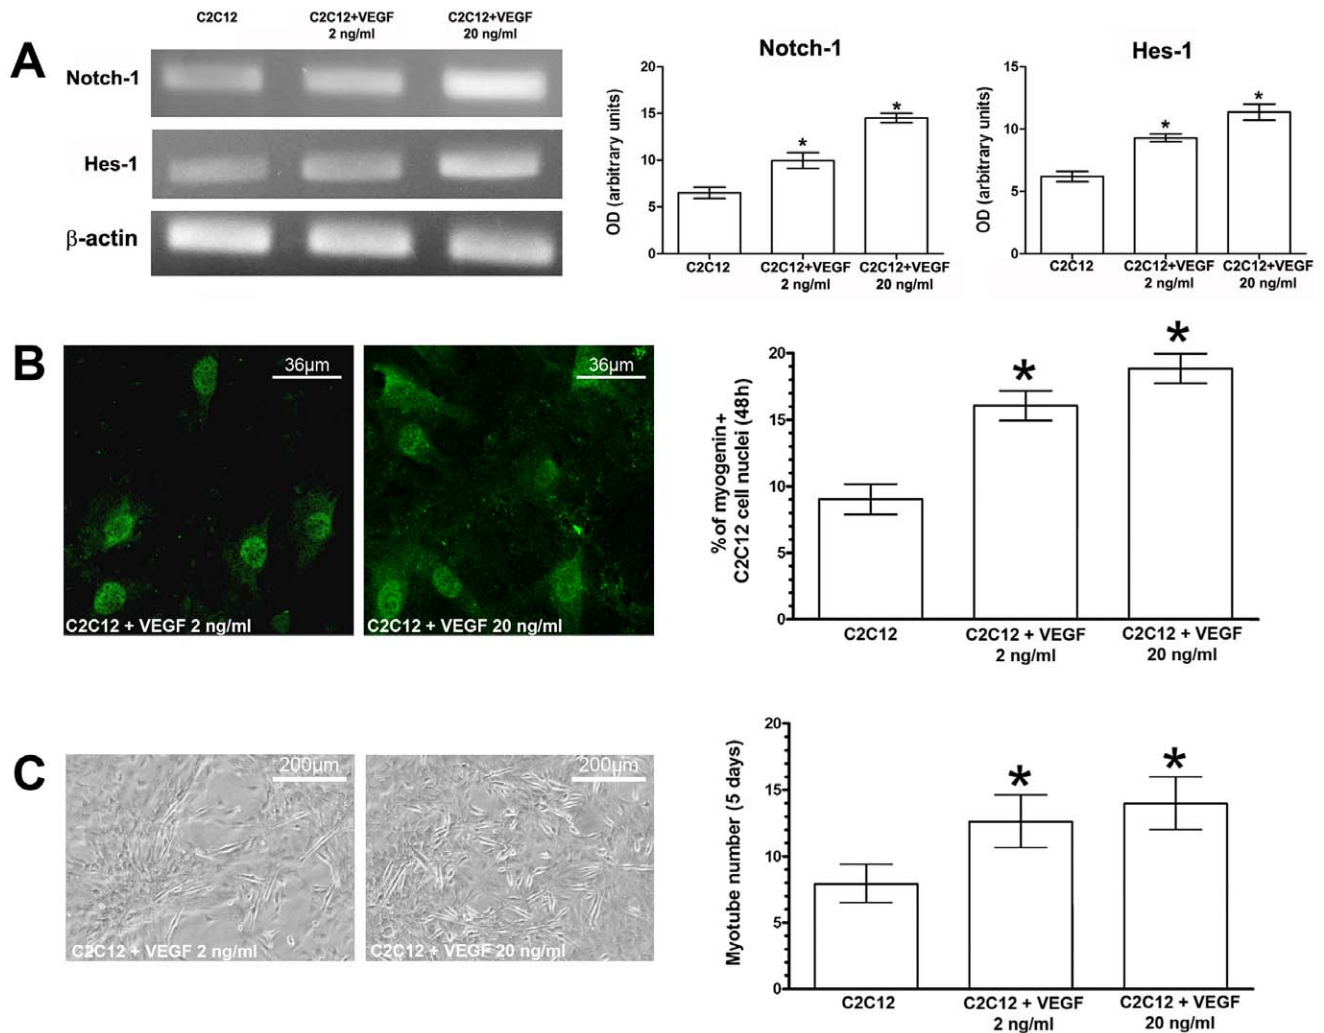 A
C2C12
C2C12+VEGF
2 ng/ml
C2C12+VEGF
20 ng/ml
Notch-1
Hes-1
β-actin
Notch-1
OD (arbitrary units)
20
15
10
5
0
*
*
C2C12
C2C12+VEGF
2 ng/ml
C2C12+VEGF
20 ng/ml
Hes-1
OD (arbitrary units)
15
10
5
0
*
*
C2C12
C2C12+VEGF
2 ng/ml
C2C12+VEGF
20 ng/ml
B
36µm
C2C12 + VEGF 2 ng/ml
36µm
C2C12 + VEGF 20 ng/ml
% of myogenin+
C2C12 cell nuclei (48h)
20
15
10
5
0
*
*
C2C12
C2C12 + VEGF
2 ng/ml
C2C12 + VEGF
20 ng/ml
C
200µm
C2C12 + VEGF 2 ng/ml
200µm
C2C12 + VEGF 20 ng/ml
Myotube number (5 days)
20
15
10
5
0
*
*
C2C12
C2C12 + VEGF
2 ng/ml
C2C12 + VEGF
20 ng/ml